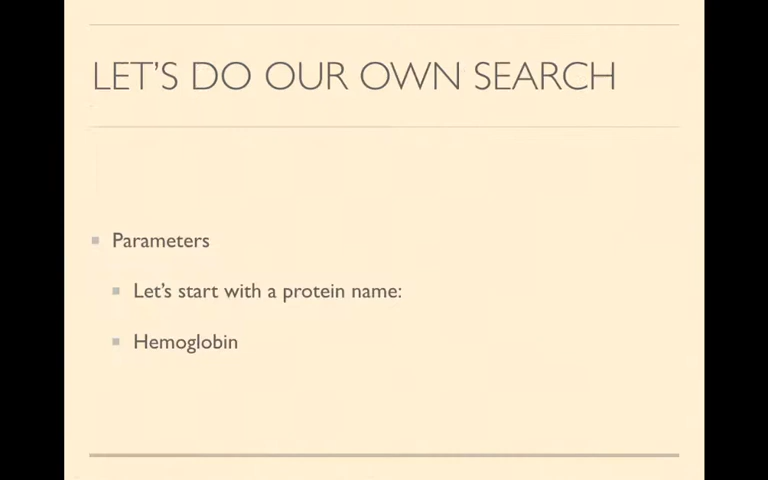 LET'S DO OUR OWN SEARCH
Parameters
Let's start with a protein name:
Hemoglobin